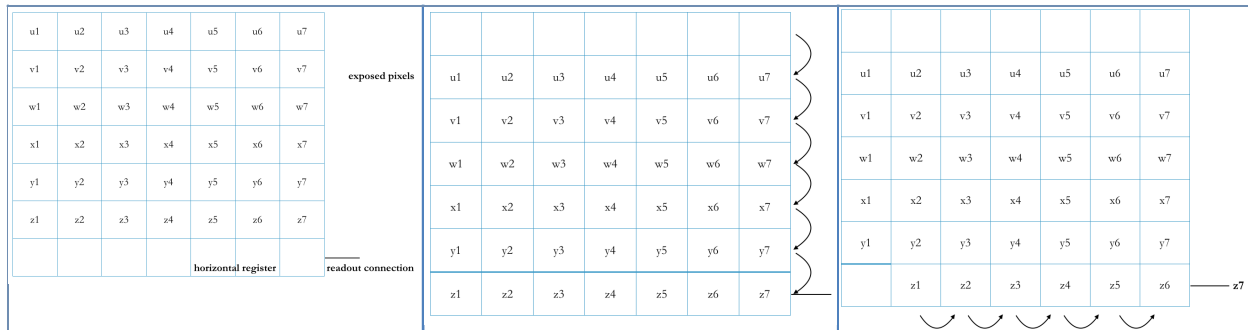 u1 u2 u3 u4 u5 u6 u7
v1 v2 v3 v4 v5 v6 v7
exposed pixels
w1 w2 w3 w4 w5 w6 w7
x1 x2 x3 x4 x5 x6 x7
y1 y2 y3 y4 y5 y6 y7
z1 z2 z3 z4 z5 z6 z7
horizontal register
readout connection
u1 u2 u3 u4 u5 u6 u7
v1 v2 v3 v4 v5 v6 v7
w1 w2 w3 w4 w5 w6 w7
x1 x2 x3 x4 x5 x6 x7
y1 y2 y3 y4 y5 y6 y7
z1 z2 z3 z4 z5 z6 z7
u1 u2 u3 u4 u5 u6 u7
v1 v2 v3 v4 v5 v6 v7
w1 w2 w3 w4 w5 w6 w7
x1 x2 x3 x4 x5 x6 x7
y1 y2 y3 y4 y5 y6 y7
z1 z2 z3 z4 z5 z6 z7